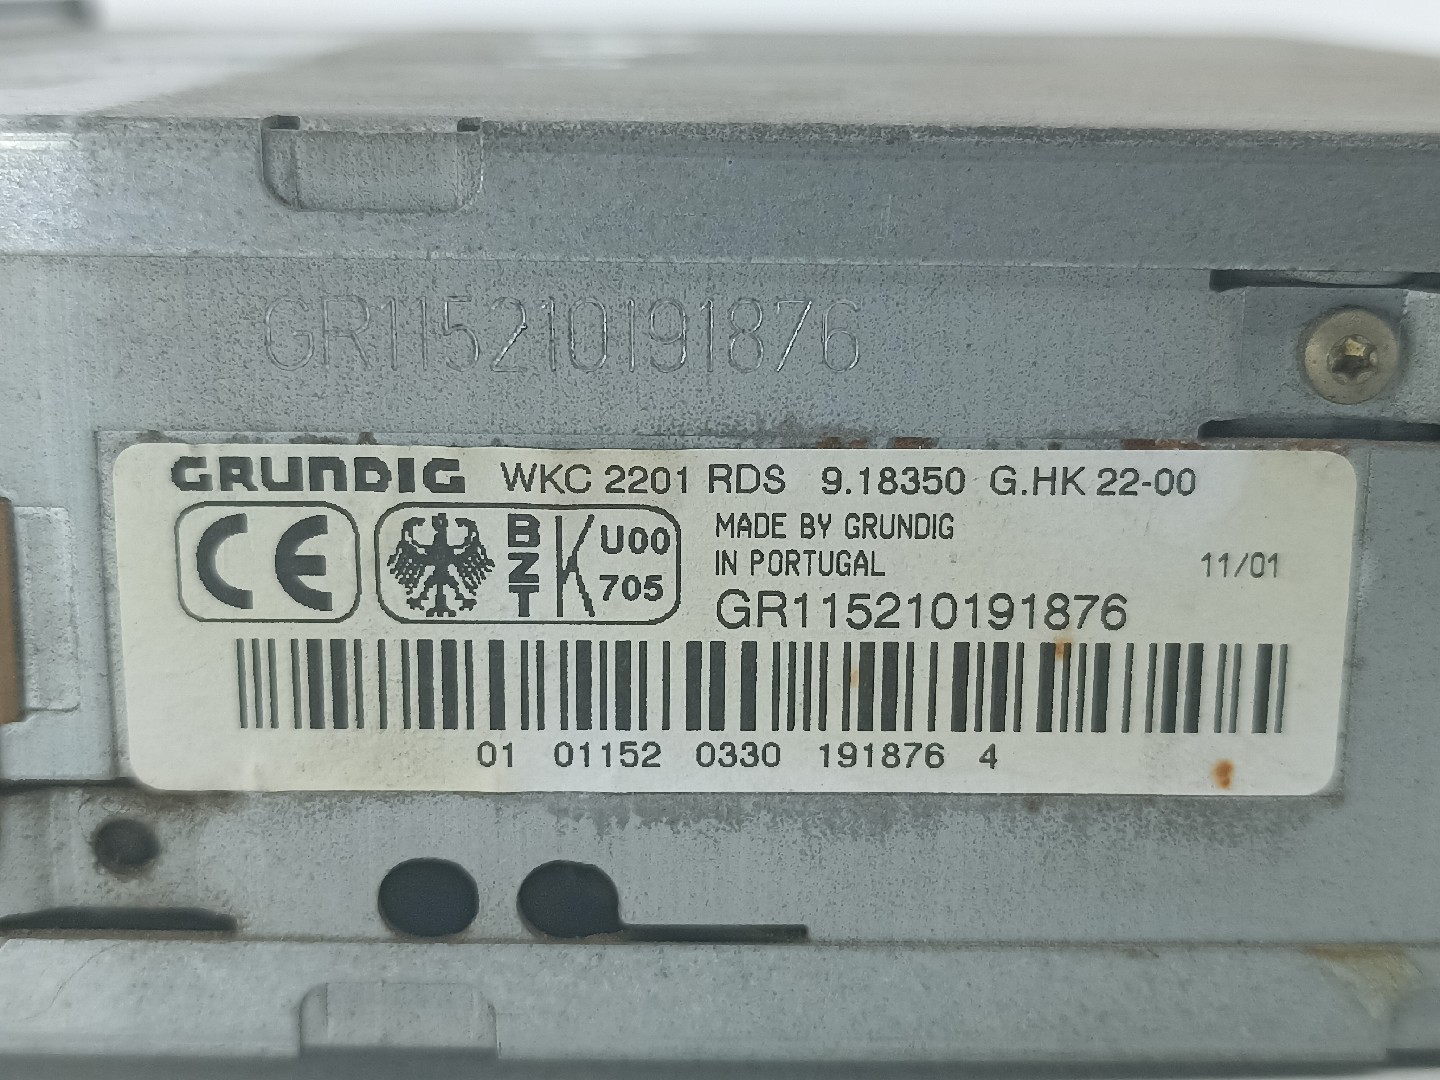 GR115210191876
GRUNDIG WKC 2201 RDS 9.18350 G.HK 22-00
CE BZT K U00 705
MADE BY GRUNDIG
IN PORTUGAL 11/01
GR115210191876
01 01152 0330 191876 4